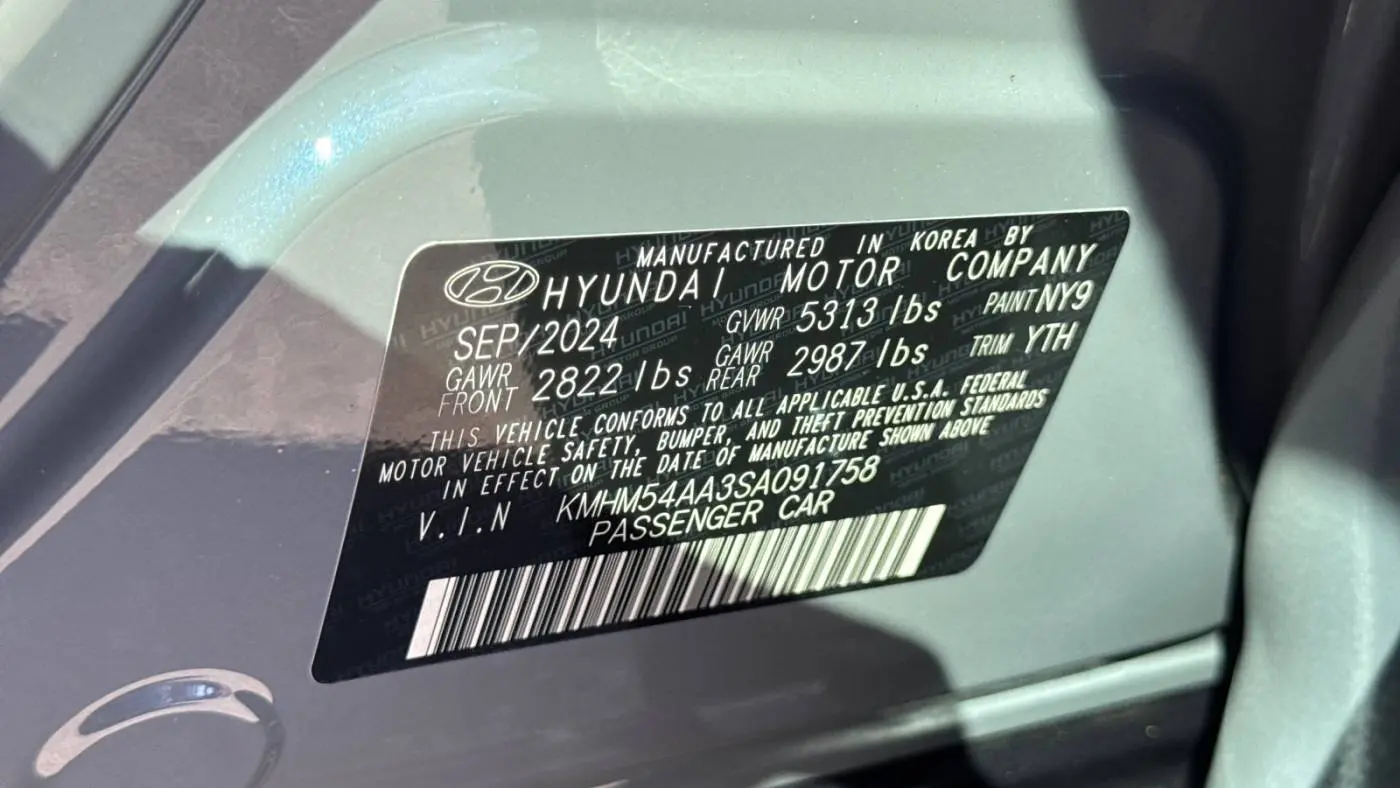 MANUFACTURED IN KOREA BY
HYUNDAI MOTOR COMPANY
SEP/2024 GVWR 5313 lbs PAINT NY9
GAWR FRONT 2822 lbs GAWR REAR 2987 lbs TRIM YTH
THIS VEHICLE CONFORMS TO ALL APPLICABLE U.S.A. FEDERAL
MOTOR VEHICLE SAFETY, BUMPER, AND THEFT PREVENTION STANDARDS
IN EFFECT ON THE DATE OF MANUFACTURE SHOWN ABOVE
V.I.N KMHM54AA3SA091758
PASSENGER CAR